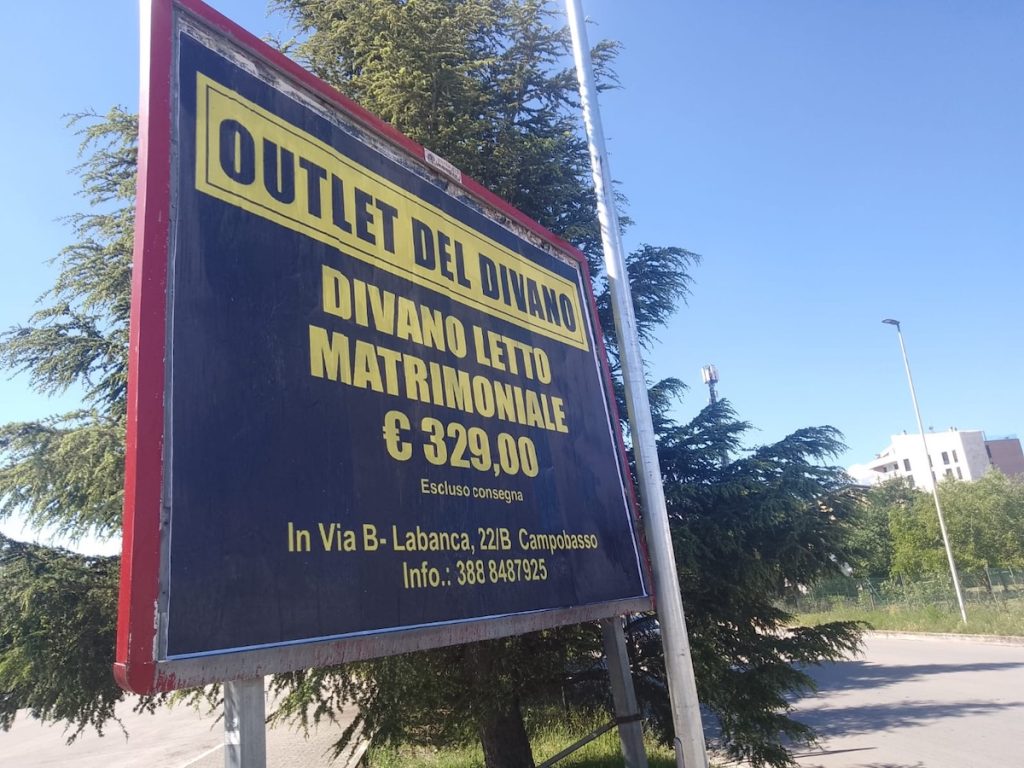 OUTLET DEL DIVANO
DIVANO LETTO
MATRIMONIALE
€ 329,00
Escluso consegna
In Via B- Labanca, 22/B Campobasso
Info.: 388 8487925